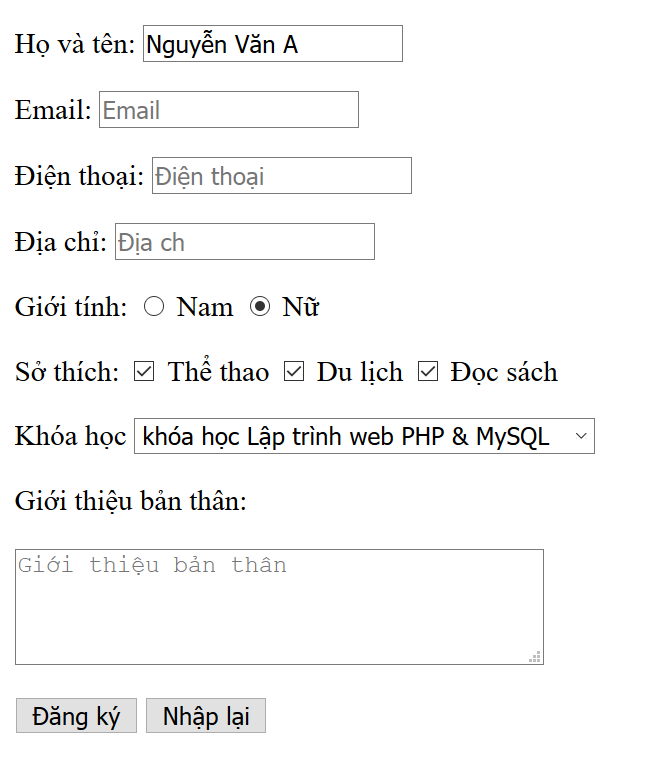 Họ và tên: Nguyễn Văn A
Email: Email
Điện thoại: Điện thoại
Địa chỉ: Địa ch
Giới tính: Nam Nữ
Sở thích: Thể thao Du lịch Đọc sách
Khóa học khóa học Lập trình web PHP & MySQL
Giới thiệu bản thân:
Giới thiệu bản thân
Đăng ký Nhập lại